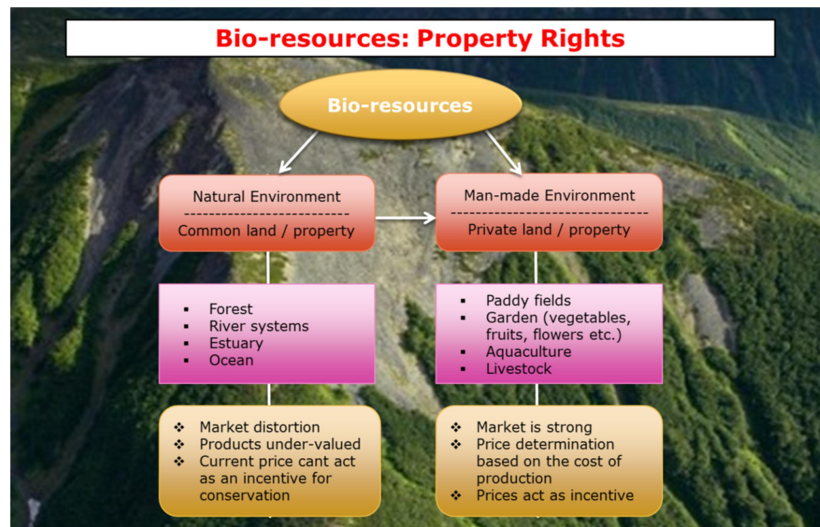 Bio-resources: Property Rights
Bio-resources
Natural Environment
---------------------------
Common land / property
Man-made Environment
-----------------------------------
Private land / property
▪ Forest
▪ River systems
▪ Estuary
▪ Ocean
▪ Paddy fields
▪ Garden (vegetables,
fruits, flowers etc.)
▪ Aquaculture
▪ Livestock
❖ Market distortion
❖ Products under-valued
❖ Current price cant act
as an incentive for
conservation
❖ Market is strong
❖ Price determination
based on the cost of
production
❖ Prices act as incentive